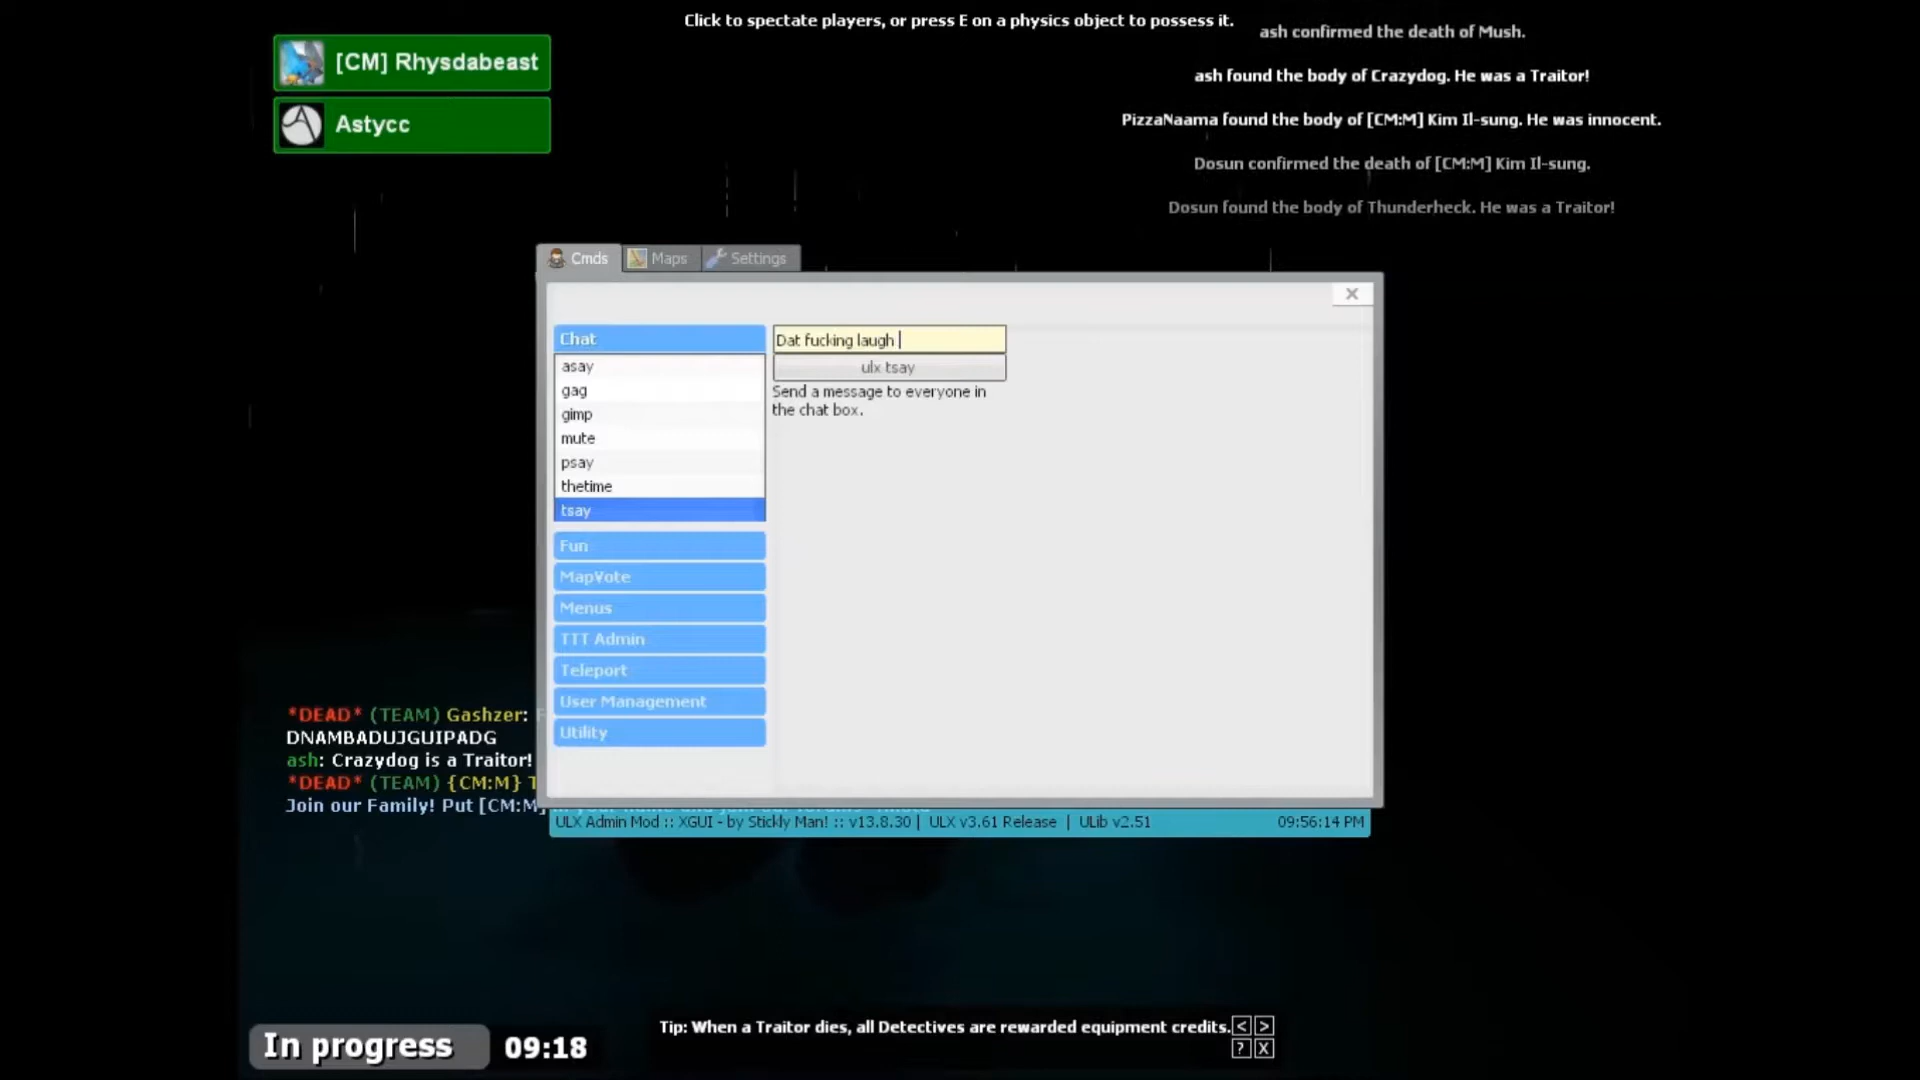 Click to spectate players, or press E on a physics object to possess it.
[CM] Rhysdabeast
Astycc
ash confirmed the death of Mush.
ash found the body of Crazydog. He was a Traitor!
PizzaNaama found the body of [CM:M] Kim Il-sung. He was innocent.
Dosun confirmed the death of [CM:M] Kim Il-sung.
Dosun found the body of Thunderheck. He was a Traitor!
Cmds
Maps
Settings
x
Chat
asay
gag
gimp
mute
psay
thetime
tsay
Fun
MapVote
Menus
TTT Admin
Teleport
User Management
Utility
Dat fucking laugh
ulx tsay
Send a message to everyone in
the chat box.
*DEAD* (TEAM) Gashzer:
DNAMBADUJGUIPADG
ash: Crazydog is a Traitor!
*DEAD* (TEAM) {CM:M} T
Join our Family! Put [CM:M]
ULX Admin Mod :: XGUI - by Stickly Man! :: v13.8.30 | ULX v3.61 Release | ULib v2.51
09:56:14 PM
In progress
09:18
Tip: When a Traitor dies, all Detectives are rewarded equipment credits.
< >
? X